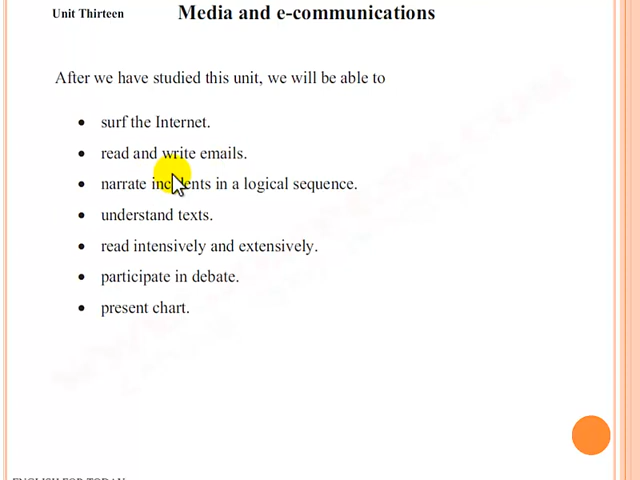 Unit Thirteen
Media and e-communications
After we have studied this unit, we will be able to
• surf the Internet.
• read and write emails.
• narrate incidents in a logical sequence.
• understand texts.
• read intensively and extensively.
• participate in debate.
• present chart.